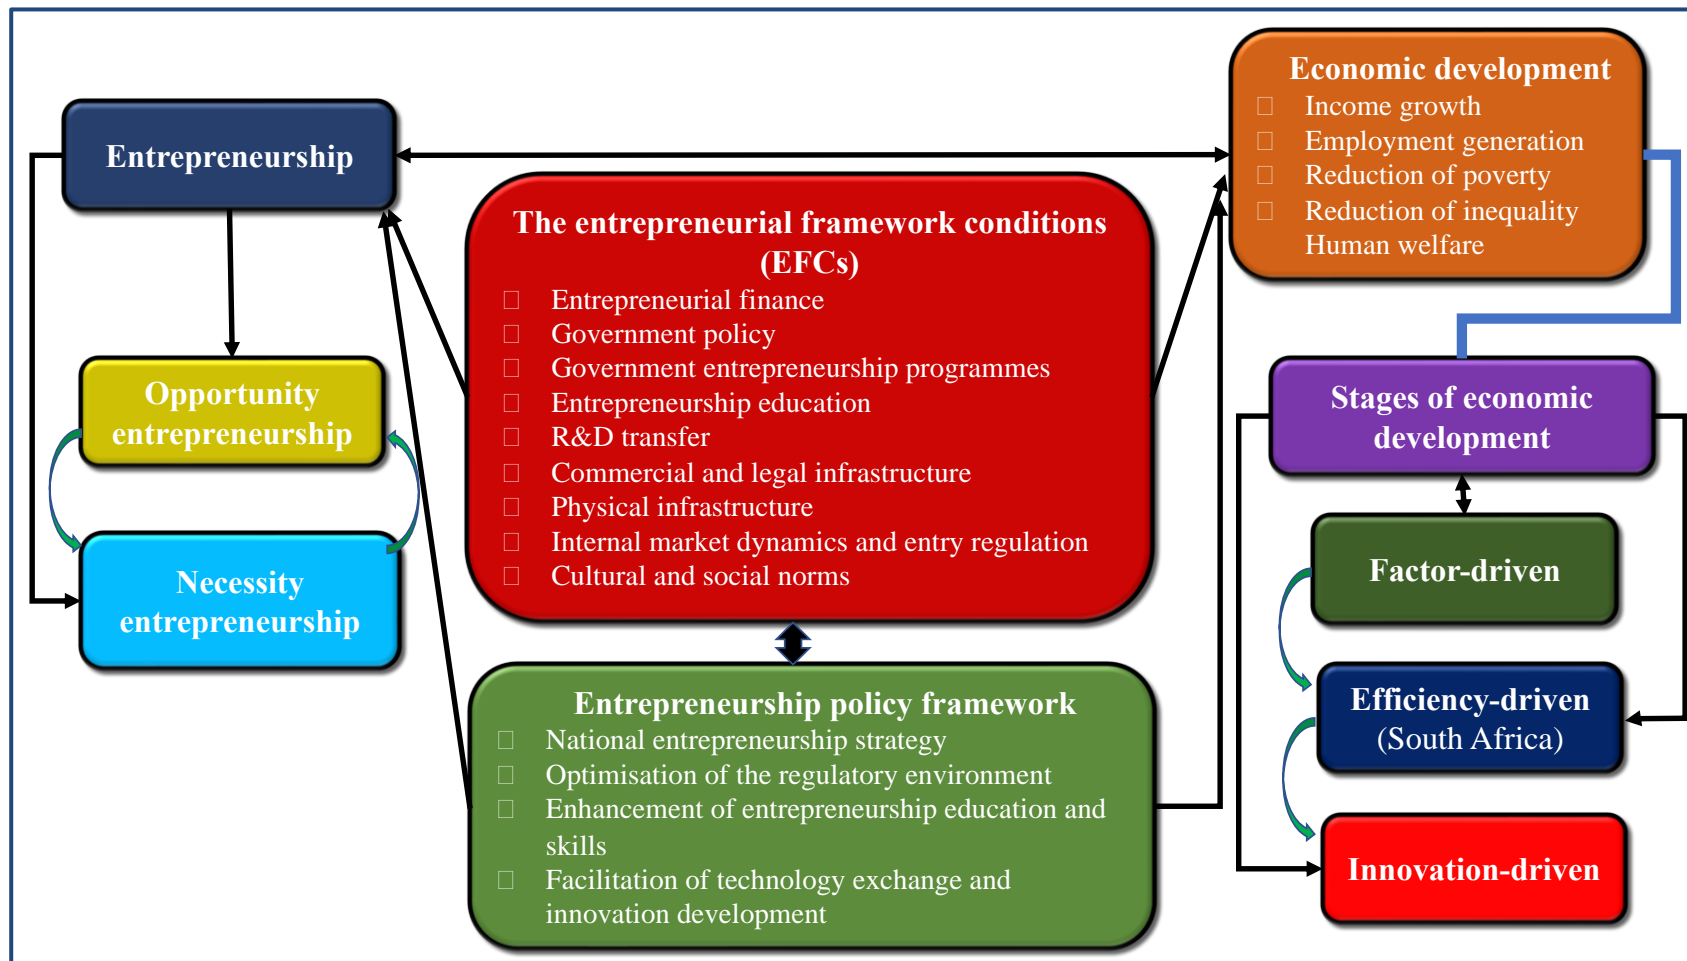 Entrepreneurship
Opportunity
entrepreneurship
Necessity
entrepreneurship
The entrepreneurial framework conditions
(EFCs)
Entrepreneurial finance
Government policy
Government entrepreneurship programmes
Entrepreneurship education
R&D transfer
Commercial and legal infrastructure
Physical infrastructure
Internal market dynamics and entry regulation
Cultural and social norms
Entrepreneurship policy framework
National entrepreneurship strategy
Optimisation of the regulatory environment
Enhancement of entrepreneurship education and
skills
Facilitation of technology exchange and
innovation development
Economic development
Income growth
Employment generation
Reduction of poverty
Reduction of inequality
Human welfare
Stages of economic
development
Factor-driven
Efficiency-driven
(South Africa)
Innovation-driven